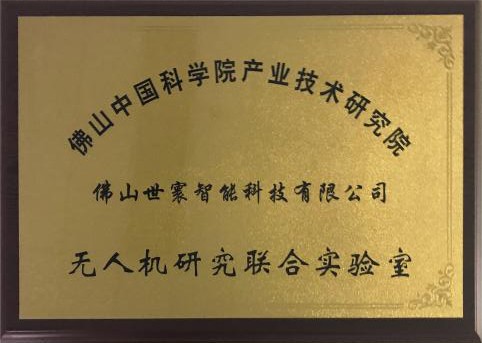 佛山中国科学院产业技术研究院
佛山世寰智能科技有限公司
无人机研究联合实验室